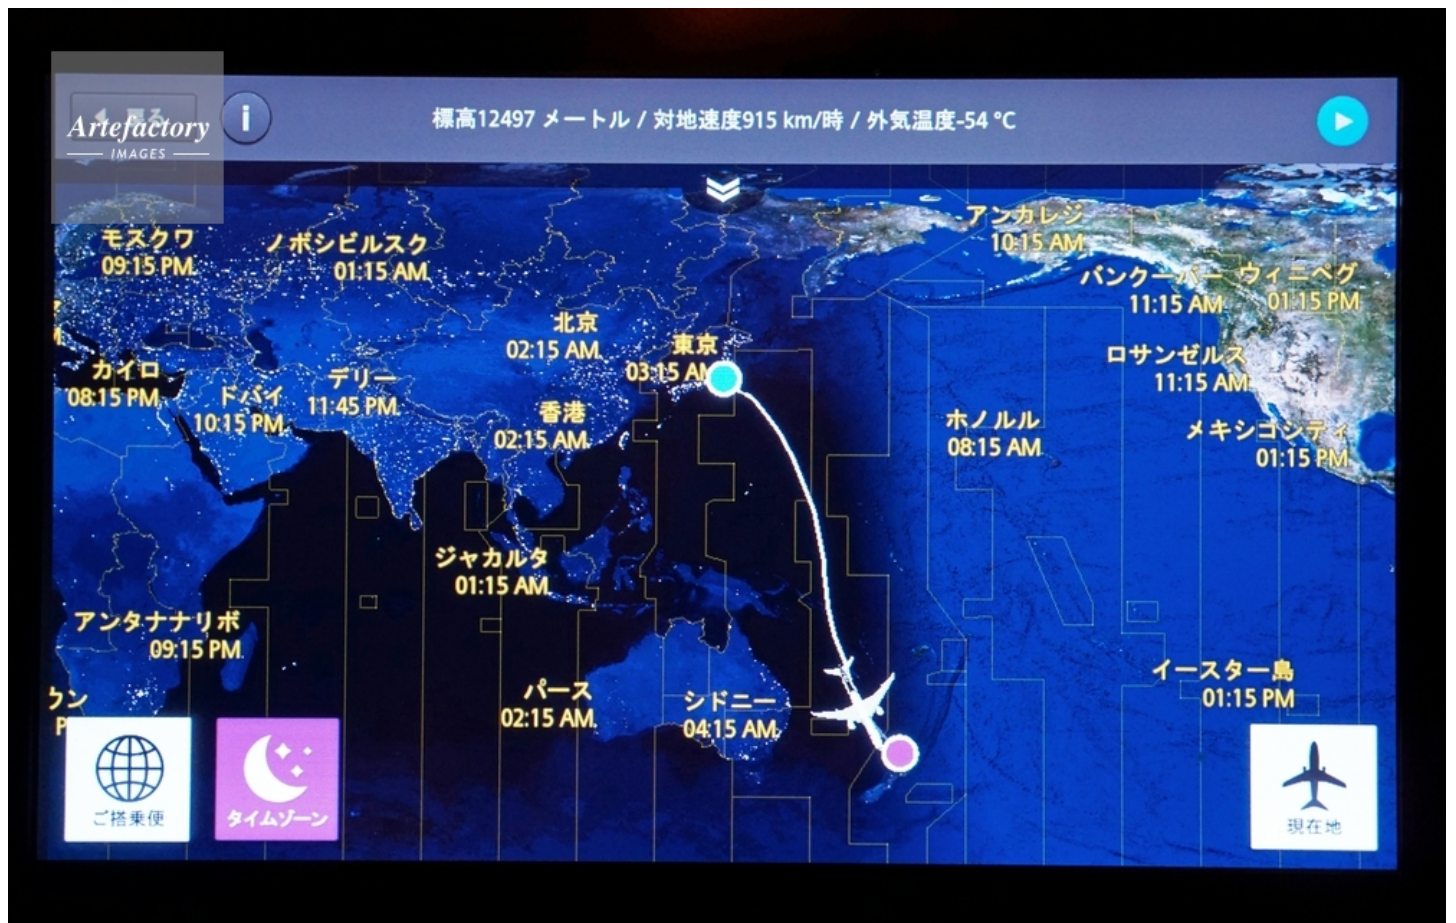 戻る
Artefactory
IMAGES
i
標高12497 メートル / 対地速度915 km/時 / 外気温度-54 °C
アンカレジ
10:15 AM
モスクワ
09:15 PM
ノボシビルスク
01:15 AM
バンクーバー
11:15 AM
ウィニペグ
01:15 PM
北京
02:15 AM
東京
03:15 AM
ロサンゼルス
11:15 AM
カイロ
08:15 PM
ドバイ
10:15 PM
デリー
11:45 PM
香港
02:15 AM
ホノルル
08:15 AM
メキシコシティ
01:15 PM
ジャカルタ
01:15 AM
アンタナナリボ
09:15 PM
パース
02:15 AM
シドニー
04:15 AM
イースター島
01:15 PM
ウン
P
ご搭乗便
タイムゾーン
現在地